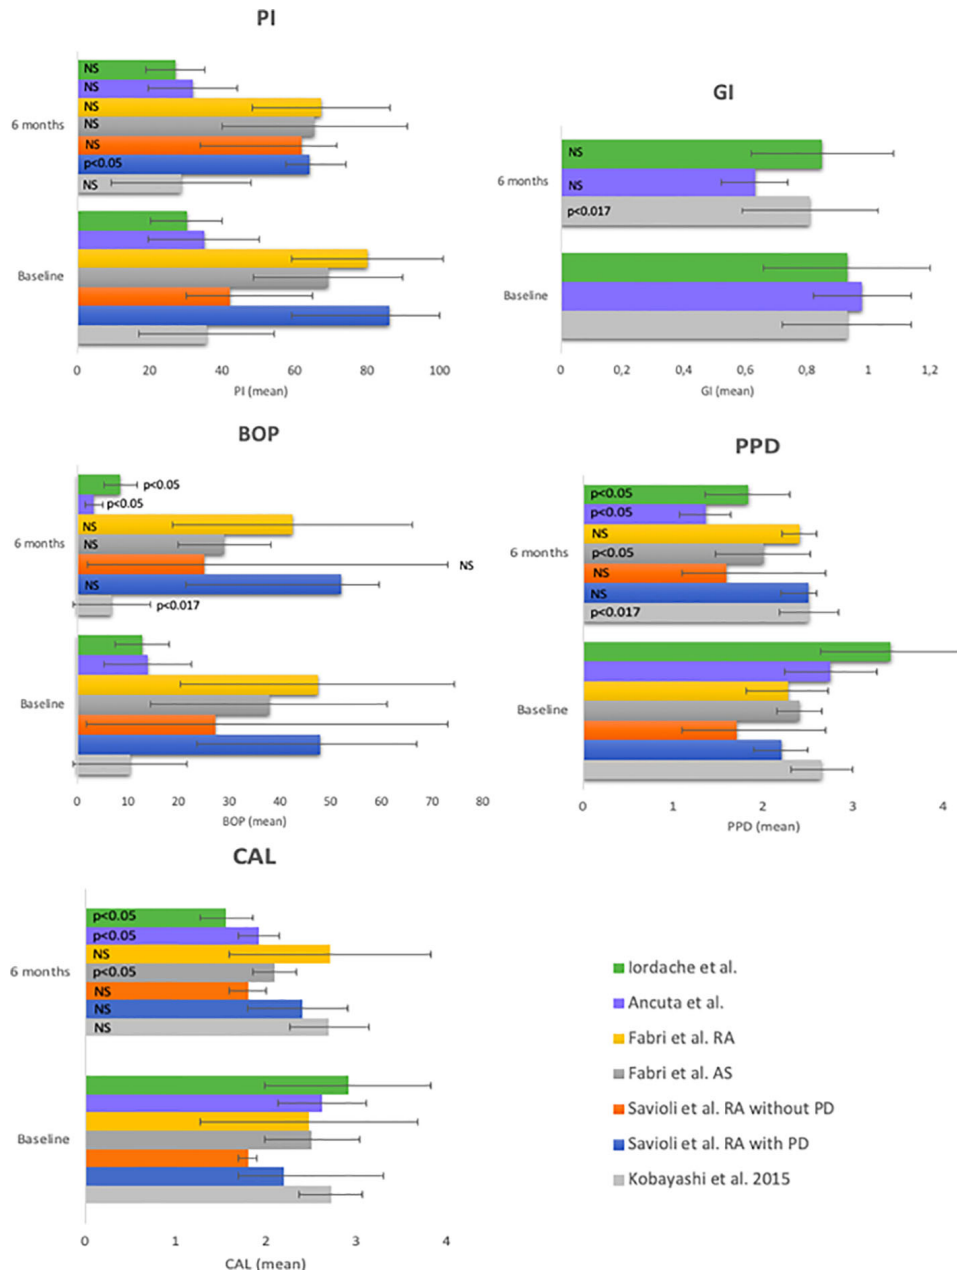 PI
6 months
NS
NS
NS
NS
NS
p<0.05
NS
Baseline
0 20 40 60 80 100
PI (mean)
GI
6 months
NS
NS
p<0.017
Baseline
0 0,2 0,4 0,6 0,8 1 1,2
GI (mean)
BOP
6 months
p<0.05
p<0.05
NS
NS
NS
NS
p<0.017
Baseline
0 10 20 30 40 50 60 70 80
BOP (mean)
PPD
6 months
p<0.05
p<0.05
NS
p<0.05
NS
NS
p<0.017
Baseline
0 1 2 3 4
PPD (mean)
CAL
6 months
p<0.05
p<0.05
NS
p<0.05
NS
NS
NS
Baseline
0 1 2 3 4
CAL (mean)
Iordache et al.
Ancuta et al.
Fabri et al. RA
Fabri et al. AS
Savioli et al. RA without PD
Savioli et al. RA with PD
Kobayashi et al. 2015